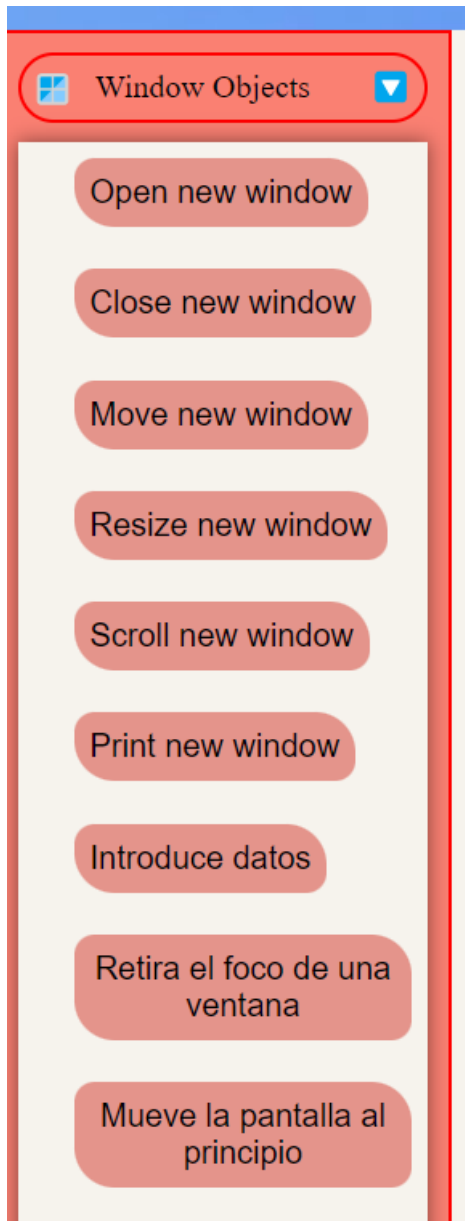 Window Objects
Open new window
Close new window
Move new window
Resize new window
Scroll new window
Print new window
Introduce datos
Retira el foco de una
ventana
Mueve la pantalla al
principio